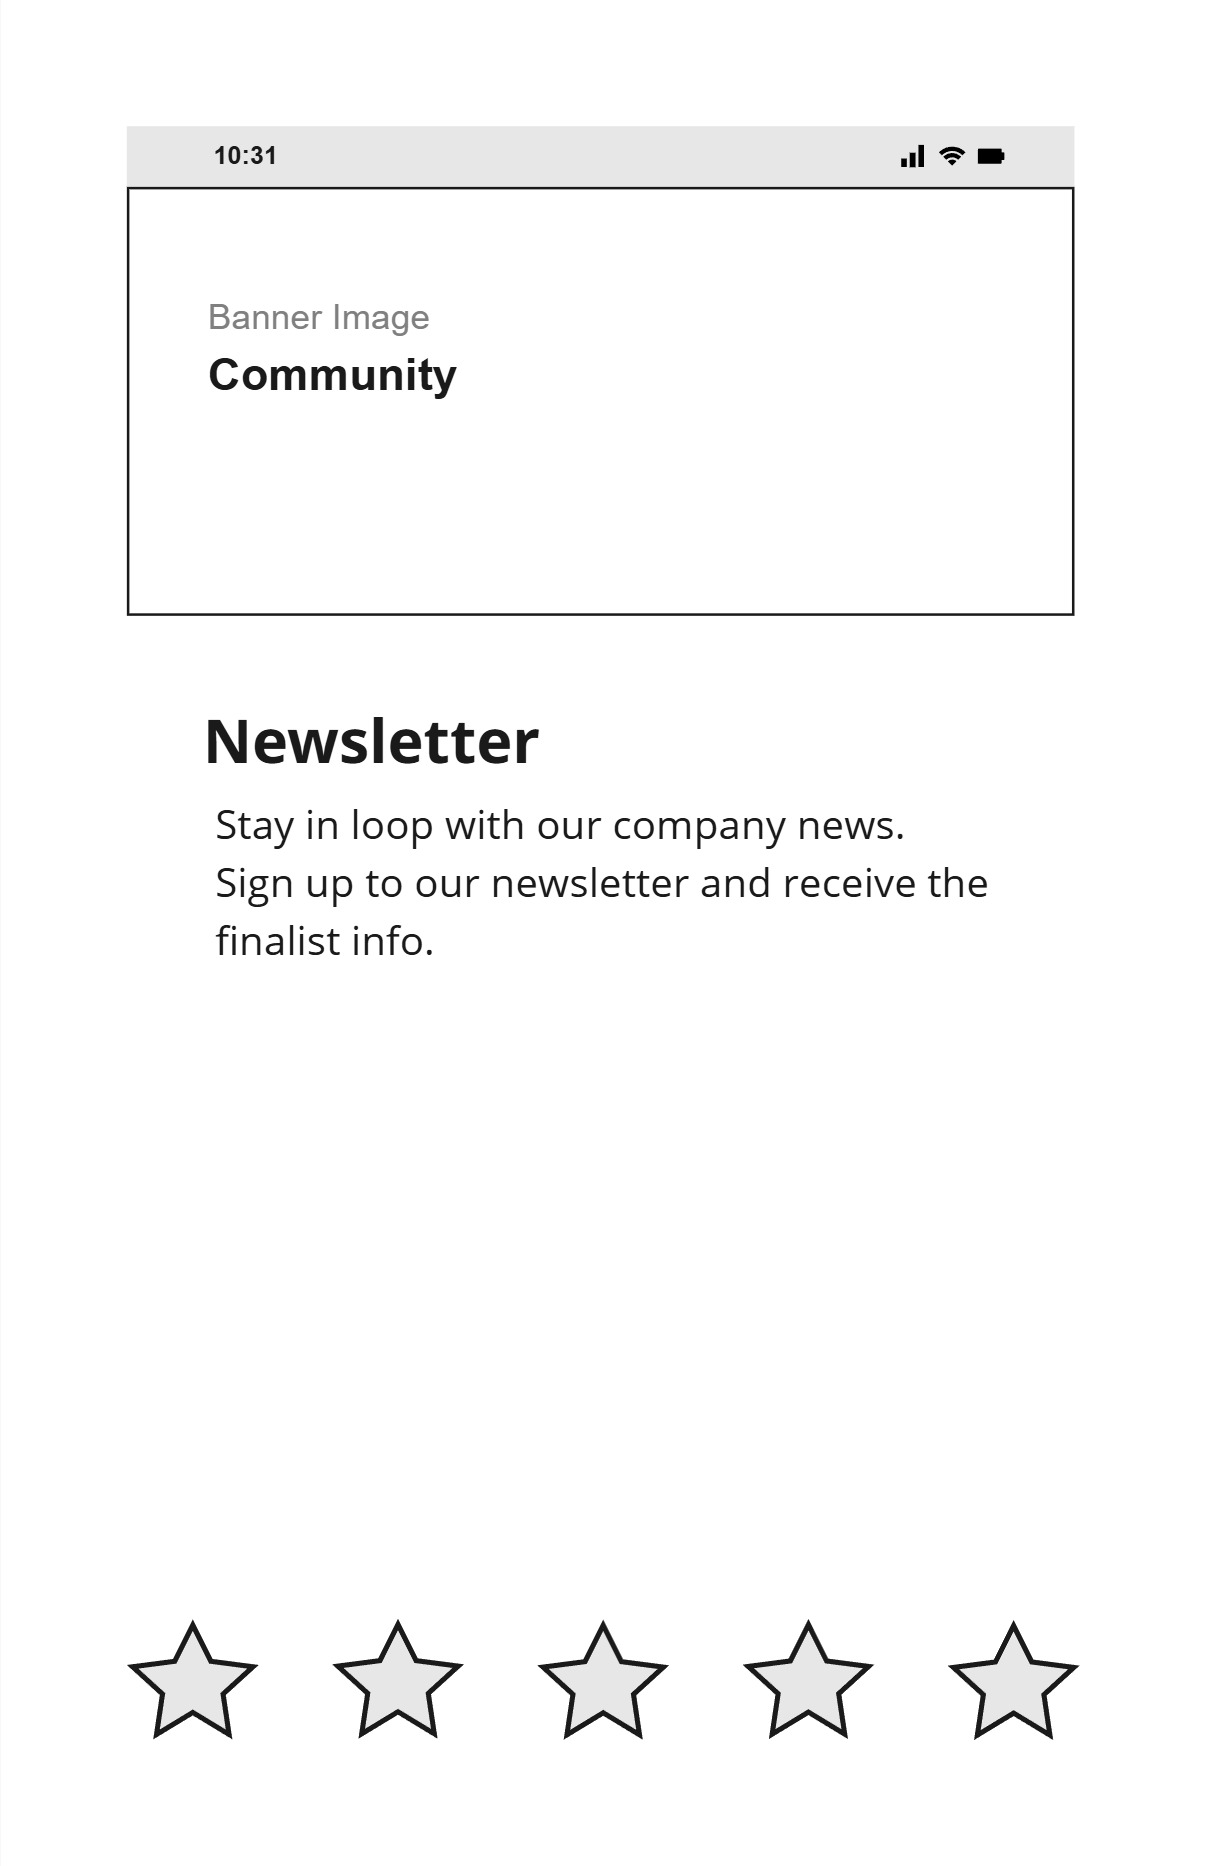 10:31
Banner Image
Community
Newsletter
Stay in loop with our company news.
Sign up to our newsletter and receive the
finalist info.